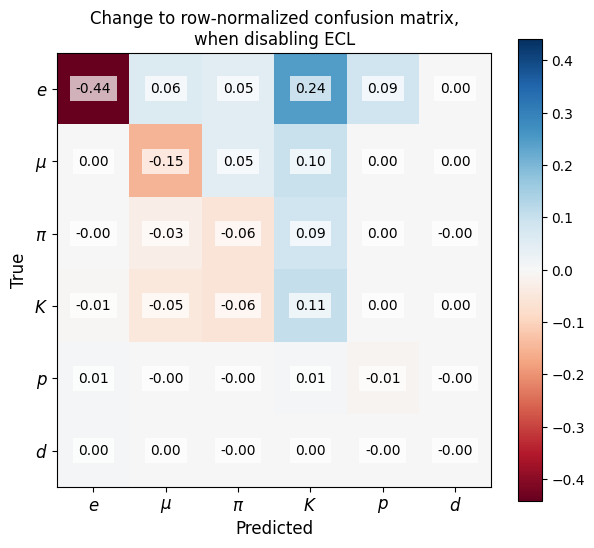 Change to row-normalized confusion matrix,
when disabling ECL
e -0.44 0.06 0.05 0.24 0.09 0.00
μ 0.00 -0.15 0.05 0.10 0.00 0.00
π -0.00 -0.03 -0.06 0.09 0.00 -0.00
K -0.01 -0.05 -0.06 0.11 0.00 0.00
p 0.01 -0.00 -0.00 0.01 -0.01 -0.00
d 0.00 0.00 -0.00 0.00 -0.00 -0.00
e μ π K p d
Predicted
True
0.4
0.3
0.2
0.1
0.0
−0.1
−0.2
−0.3
−0.4